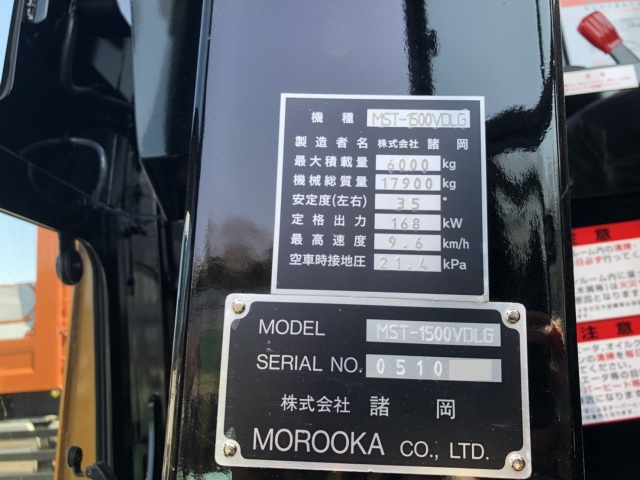 機種 MST-1500VDLG
製造者名 株式会社 諸岡
最大積載量 6000 kg
機械総質量 17900 kg
安定度(左右) 35 °
定格出力 168 kW
最高速度 9.6 km/h
空車時接地圧 21.4 kPa
MODEL MST-1500VDLG
SERIAL NO. 0510
株式会社 諸岡
MOROOKA CO., LTD.
注意